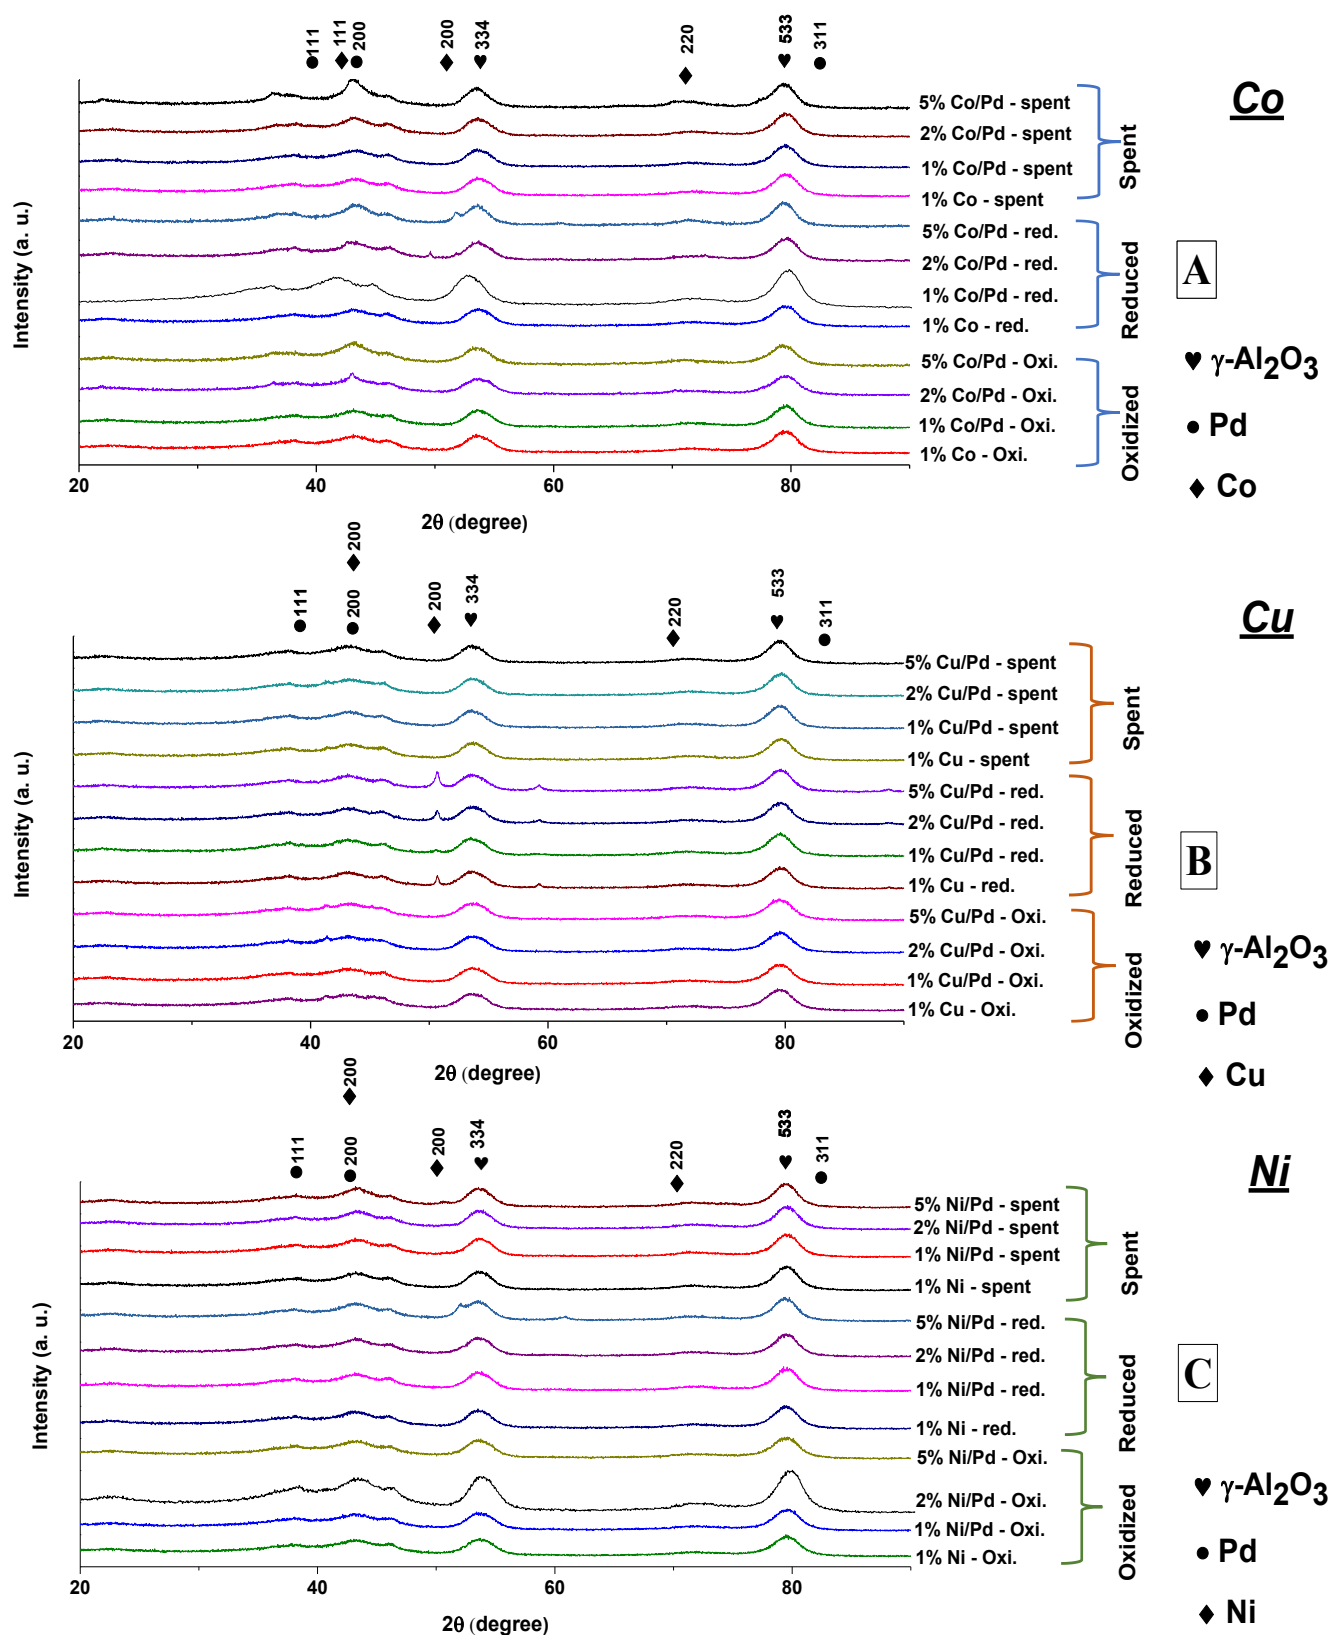 111
111
200
200
334
220
533
311
5% Co/Pd - spent
2% Co/Pd - spent
1% Co/Pd - spent
1% Co - spent
5% Co/Pd - red.
2% Co/Pd - red.
1% Co/Pd - red.
1% Co - red.
5% Co/Pd - Oxi.
2% Co/Pd - Oxi.
1% Co/Pd - Oxi.
1% Co - Oxi.
Spent
Reduced
Oxidized
Co
A
♥ γ-Al2O3
● Pd
◆ Co
Intensity (a. u.)
20 40 60 80
2θ (degree)
200
111
200
200
334
220
533
311
5% Cu/Pd - spent
2% Cu/Pd - spent
1% Cu/Pd - spent
1% Cu - spent
5% Cu/Pd - red.
2% Cu/Pd - red.
1% Cu/Pd - red.
1% Cu - red.
5% Cu/Pd - Oxi.
2% Cu/Pd - Oxi.
1% Cu/Pd - Oxi.
1% Cu - Oxi.
Spent
Reduced
Oxidized
Cu
B
♥ γ-Al2O3
● Pd
◆ Cu
Intensity (a. u.)
20 40 60 80
2θ (degree)
200
111
200
200
334
220
533
311
5% Ni/Pd - spent
2% Ni/Pd - spent
1% Ni/Pd - spent
1% Ni - spent
5% Ni/Pd - red.
2% Ni/Pd - red.
1% Ni/Pd - red.
1% Ni - red.
5% Ni/Pd - Oxi.
2% Ni/Pd - Oxi.
1% Ni/Pd - Oxi.
1% Ni - Oxi.
Spent
Reduced
Oxidized
Ni
C
♥ γ-Al2O3
● Pd
◆ Ni
Intensity (a. u.)
20 40 60 80
2θ (degree)